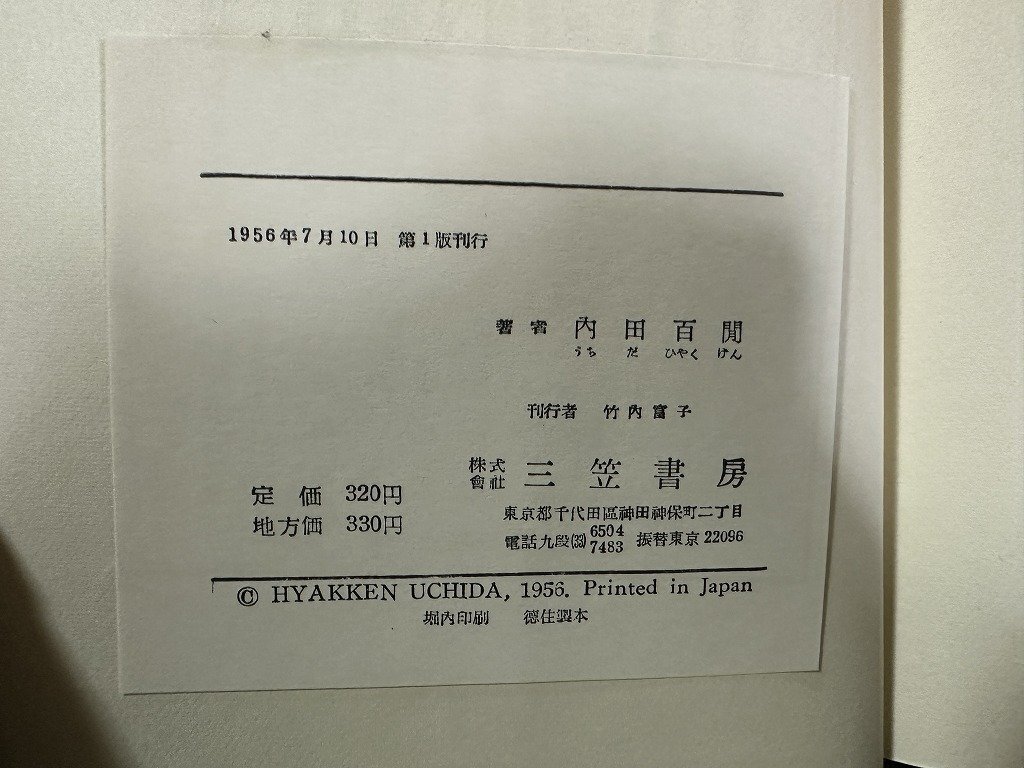 1956年7月10日 第1版刊行
著者 內田百閒
うちだひやくけん
刊行者 竹內富子
株式會社 三笠書房
定価 320円
地方価 330円
東京都千代田區神田神保町二丁目
電話九段(33) 6504 7483 振替東京 22096
© HYAKKEN UCHIDA, 1956. Printed in Japan
堀內印刷 徳住製本